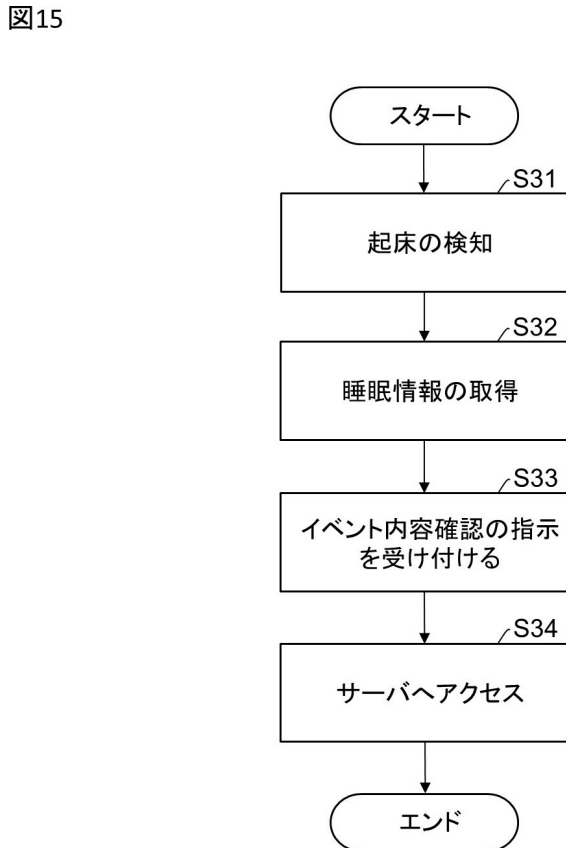 図15
スタート
S31
起床の検知
S32
睡眠情報の取得
S33
イベント内容確認の指示
を受け付ける
S34
サーバへアクセス
エンド